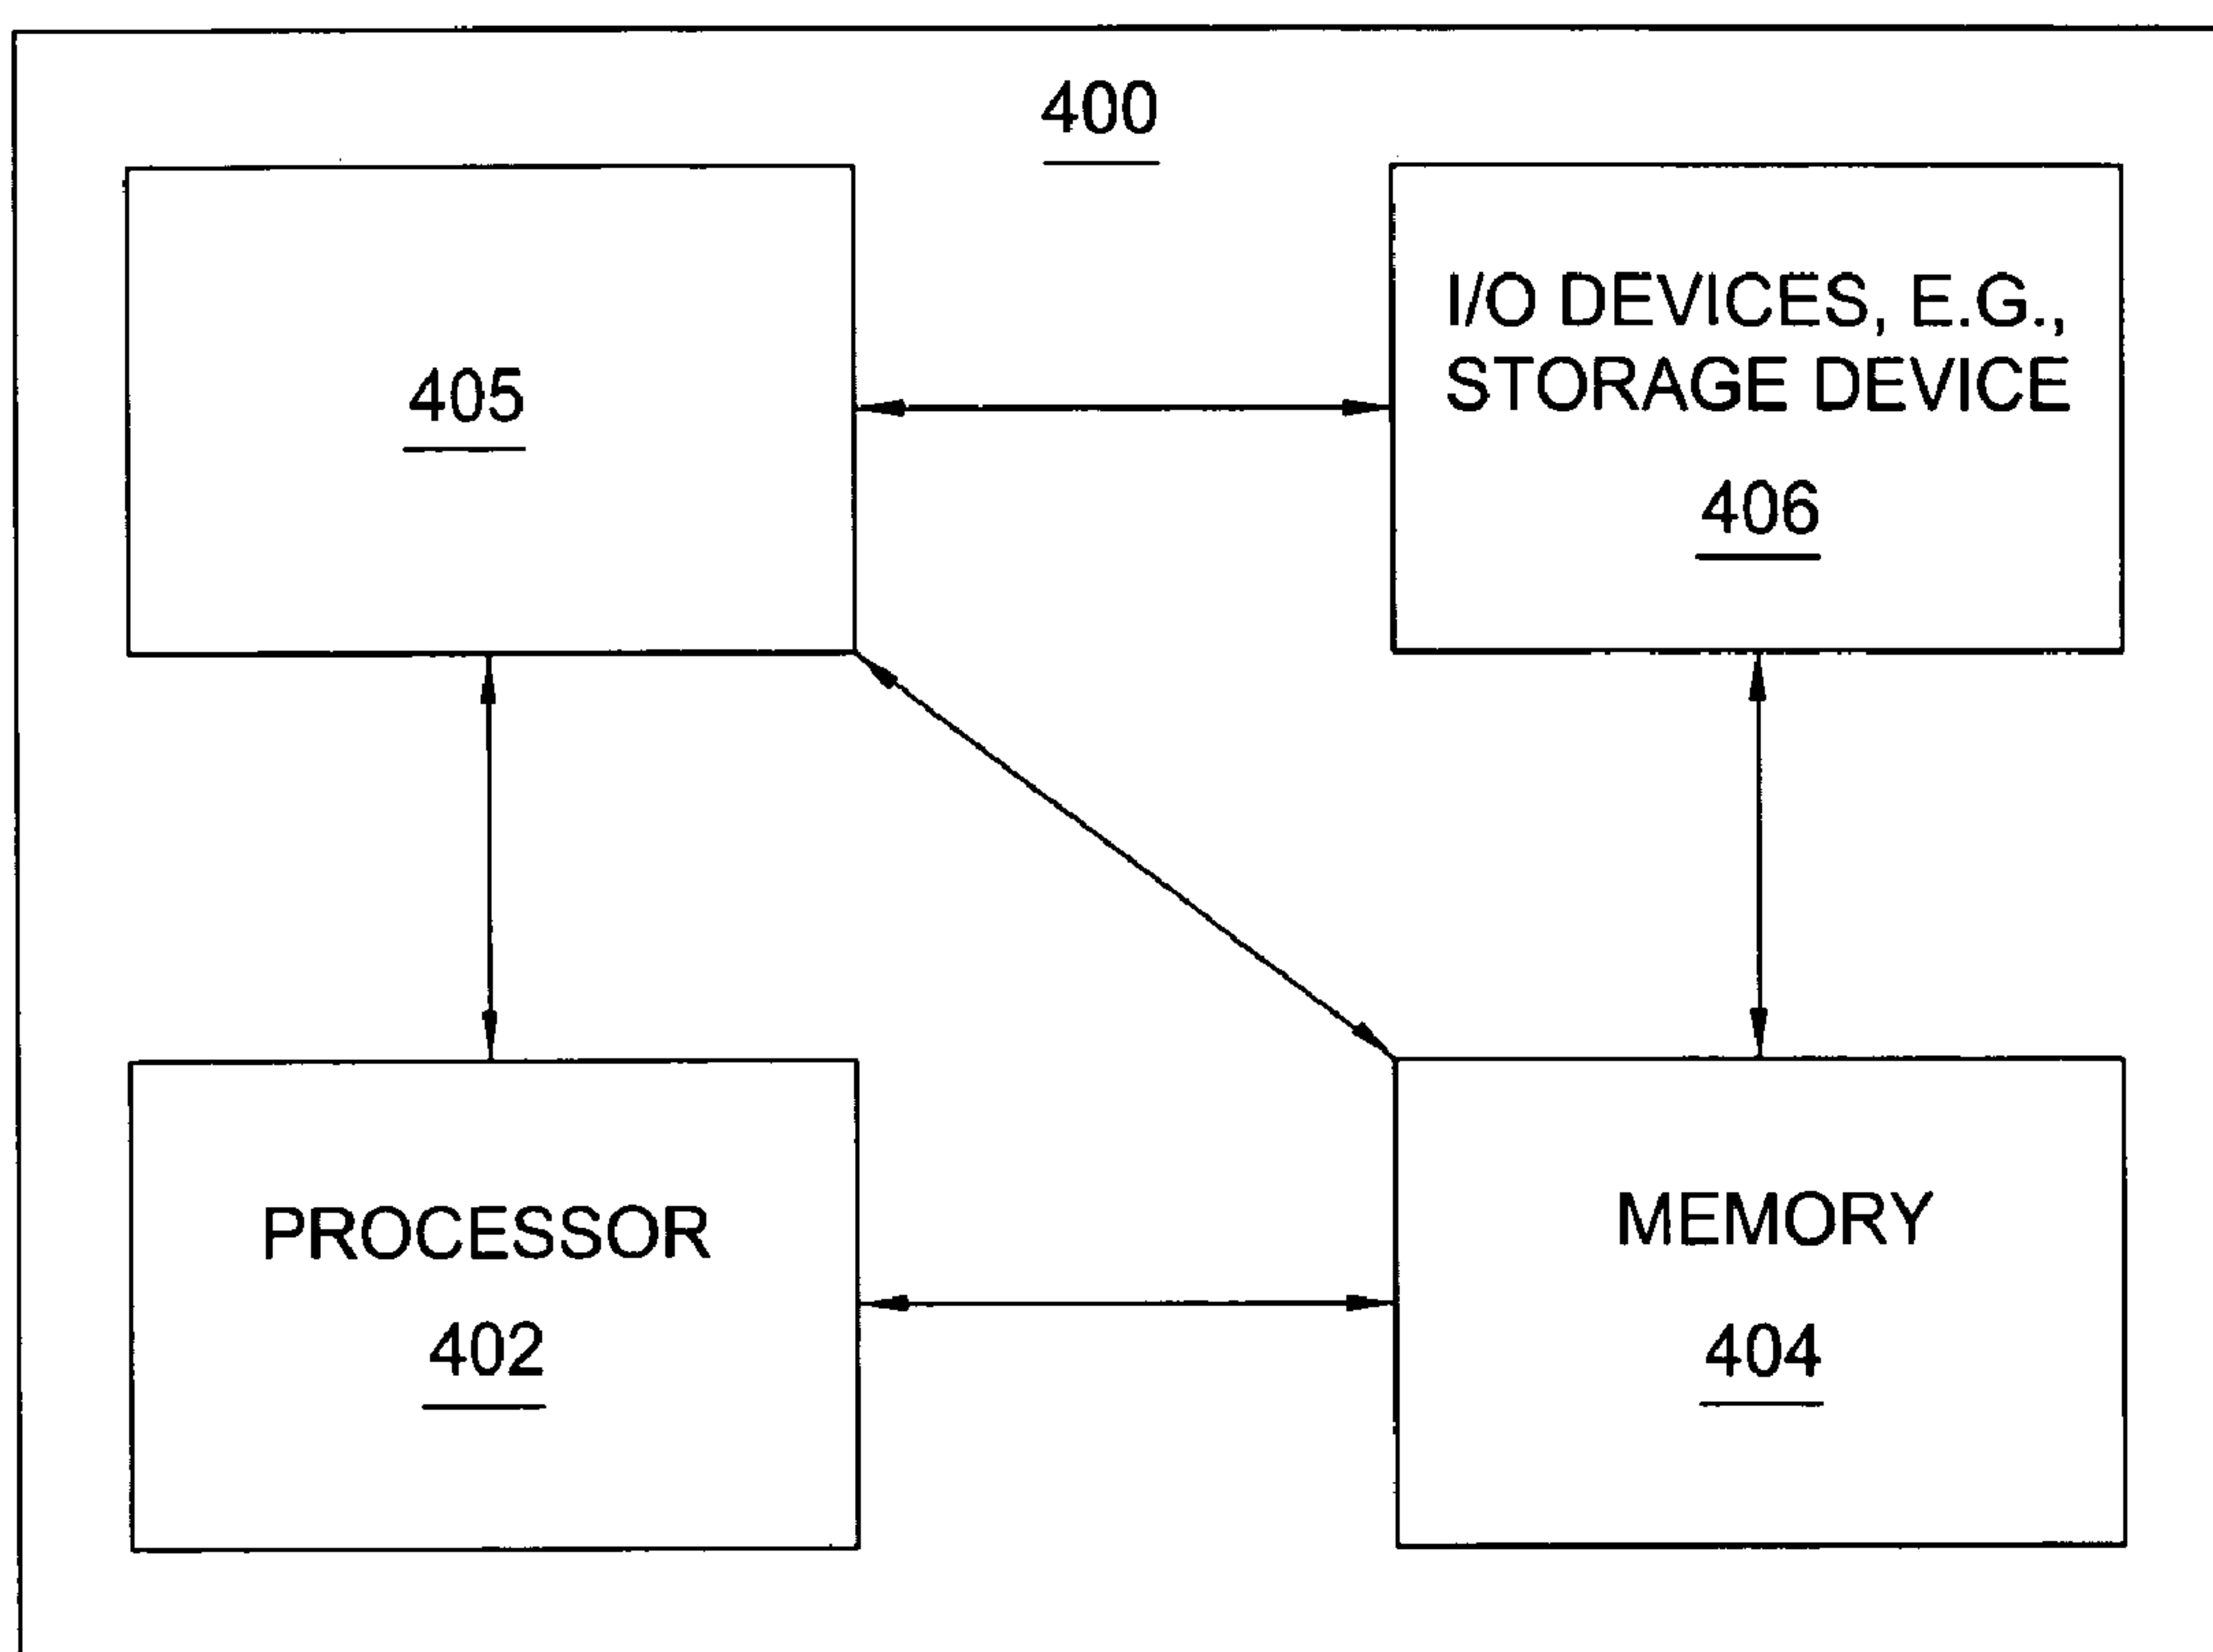 400
405
I/O DEVICES, E.G.,
STORAGE DEVICE
406
PROCESSOR
402
MEMORY
404